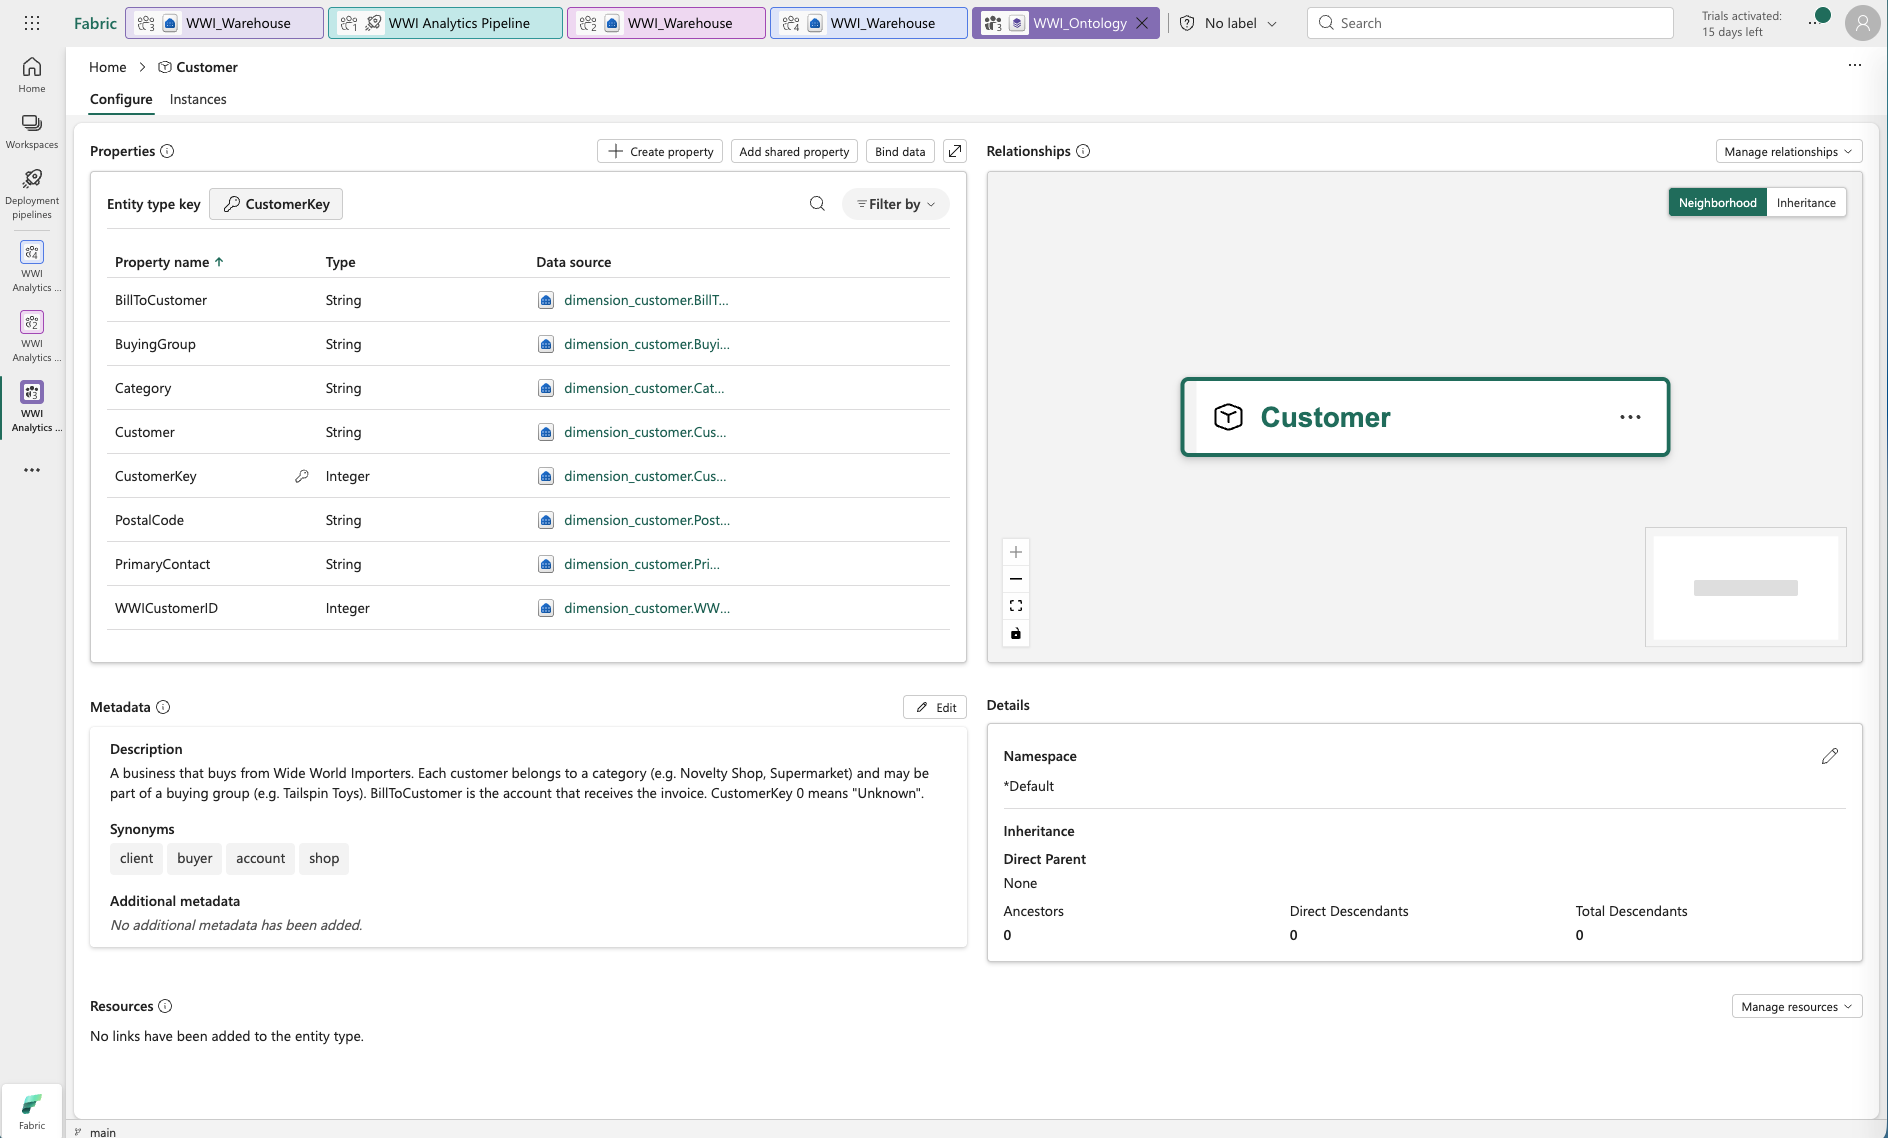 Fabric
3
WWI_Warehouse
1
WWI Analytics Pipeline
2
WWI_Warehouse
4
WWI_Warehouse
3
WWI_Ontology
No label
Search
Trials activated:
15 days left
Home
Workspaces
Deployment
pipelines
4
WWI
Analytics ...
2
WWI
Analytics ...
3
WWI
Analytics ...
Fabric
Home > Customer
Configure Instances
Properties
Create property
Add shared property
Bind data
Entity type key CustomerKey
Filter by
Property name Type Data source
BillToCustomer String dimension_customer.BillT...
BuyingGroup String dimension_customer.Buyi...
Category String dimension_customer.Cat...
Customer String dimension_customer.Cus...
CustomerKey Integer dimension_customer.Cus...
PostalCode String dimension_customer.Post...
PrimaryContact String dimension_customer.Pri...
WWICustomerID Integer dimension_customer.WW...
Relationships
Manage relationships
Neighborhood Inheritance
Customer
Metadata
Edit
Description
A business that buys from Wide World Importers. Each customer belongs to a category (e.g. Novelty Shop, Supermarket) and may be
part of a buying group (e.g. Tailspin Toys). BillToCustomer is the account that receives the invoice. CustomerKey 0 means "Unknown".
Synonyms
client buyer account shop
Additional metadata
No additional metadata has been added.
Details
Namespace
*Default
Inheritance
Direct Parent
None
Ancestors Direct Descendants Total Descendants
0 0 0
Resources
Manage resources
No links have been added to the entity type.
main